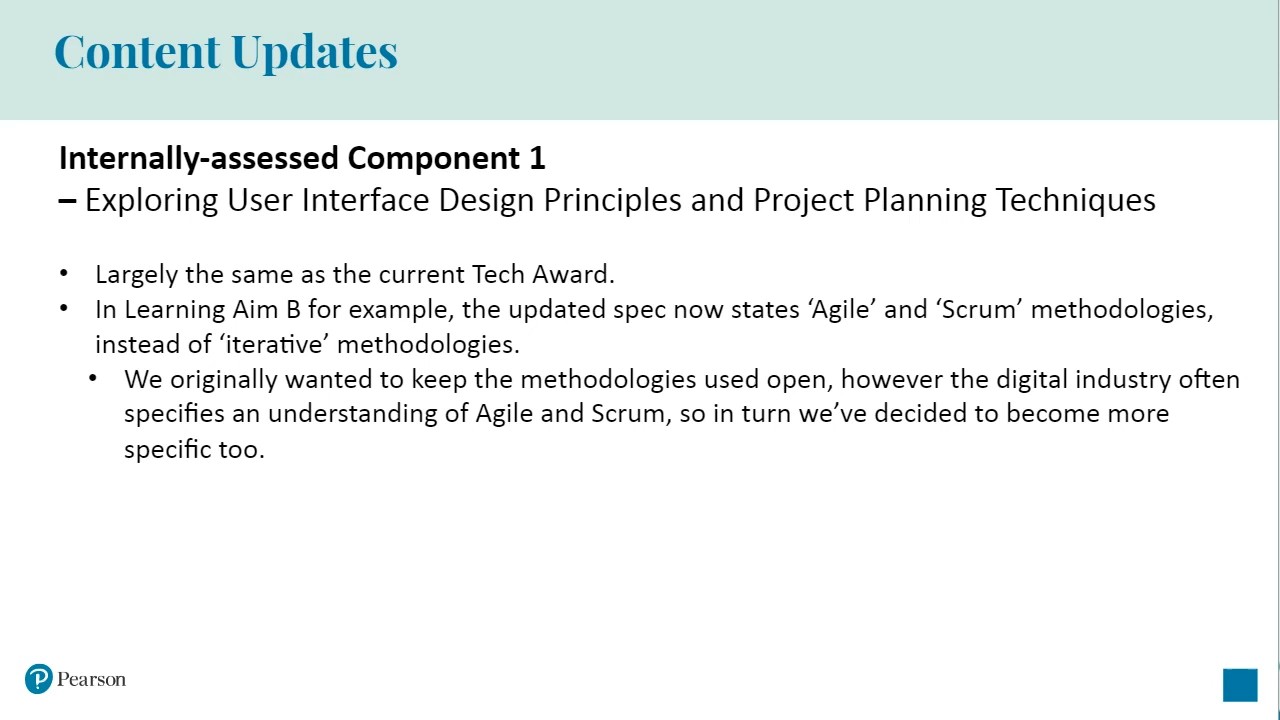 Content Updates
Internally-assessed Component 1
– Exploring User Interface Design Principles and Project Planning Techniques
• Largely the same as the current Tech Award.
• In Learning Aim B for example, the updated spec now states ‘Agile’ and ‘Scrum’ methodologies,
instead of ‘iterative’ methodologies.
• We originally wanted to keep the methodologies used open, however the digital industry often
specifies an understanding of Agile and Scrum, so in turn we’ve decided to become more
specific too.
Pearson